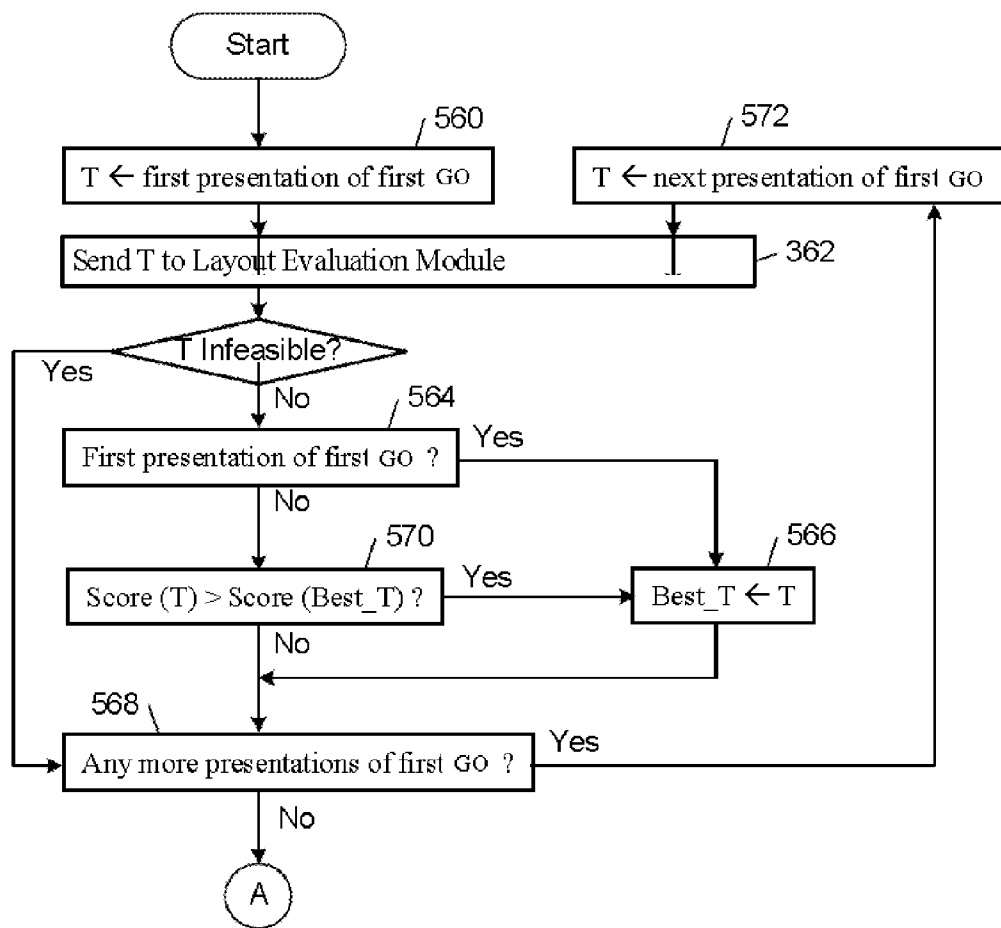 Start
560
572
T ← first presentation of first GO
T ← next presentation of first GO
Send T to Layout Evaluation Module
362
T Infeasible?
Yes
No
564
First presentation of first GO ?
Yes
No
570
566
Score (T) > Score (Best_T) ?
Yes
Best_T ← T
No
568
Any more presentations of first GO ?
Yes
No
A